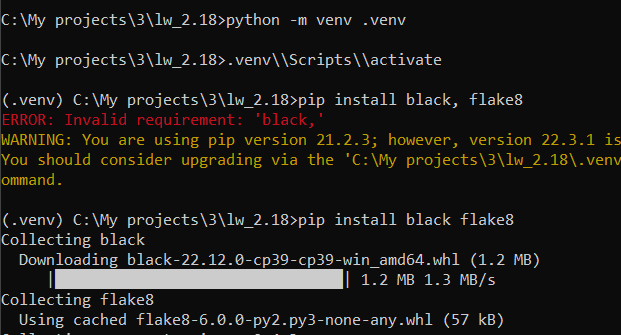 C:\My projects\3\lw_2.18>python -m venv .venv
C:\My projects\3\lw_2.18>.venv\\Scripts\\activate
(.venv) C:\My projects\3\lw_2.18>pip install black, flake8
ERROR: Invalid requirement: 'black,'
WARNING: You are using pip version 21.2.3; however, version 22.3.1 is
You should consider upgrading via the 'C:\My projects\3\lw_2.18\.venv
ommand.
(.venv) C:\My projects\3\lw_2.18>pip install black flake8
Collecting black
Downloading black-22.12.0-cp39-cp39-win_amd64.whl (1.2 MB)
|████████████████████████████████| 1.2 MB 1.3 MB/s
Collecting flake8
Using cached flake8-6.0.0-py2.py3-none-any.whl (57 kB)